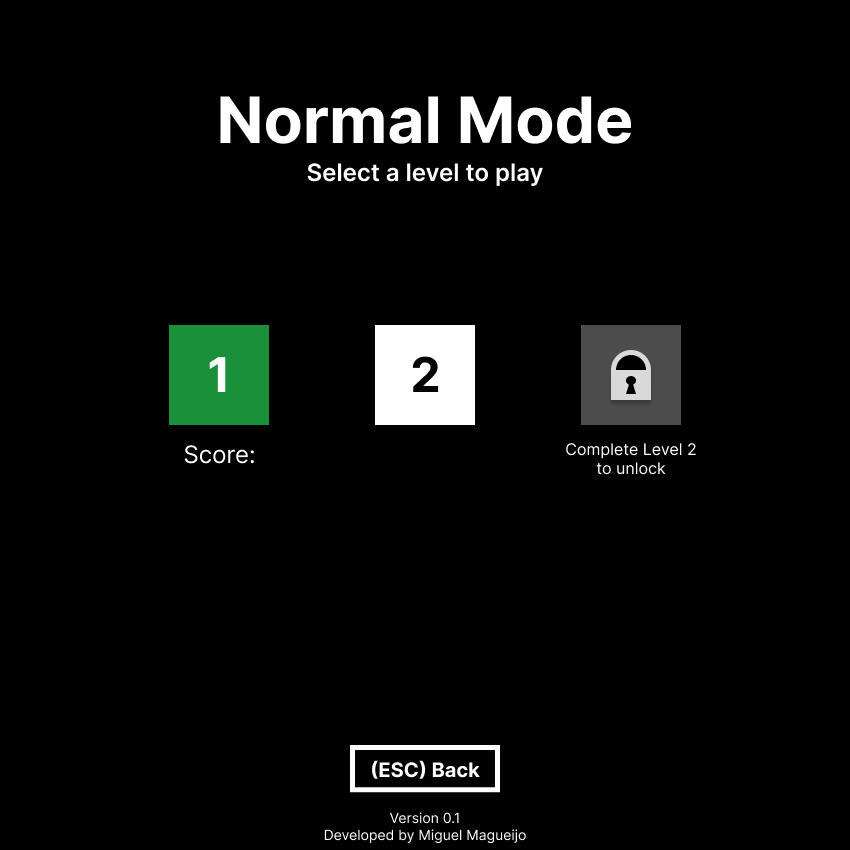 Normal Mode
Select a level to play
1
2
Score:
Complete Level 2
to unlock
(ESC) Back
Version 0.1
Developed by Miguel Magueijo